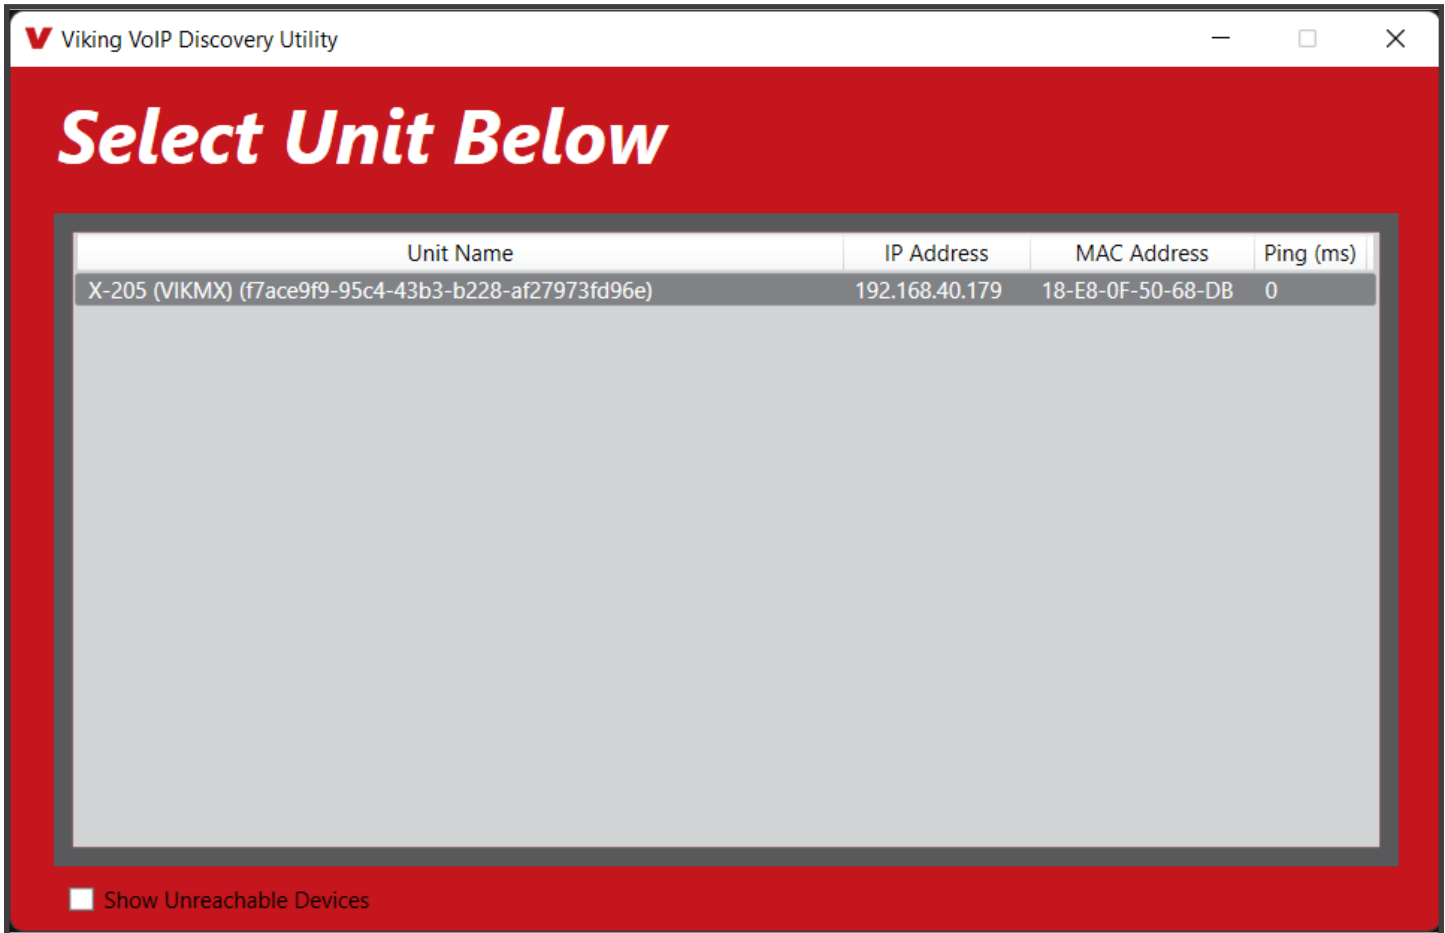 Viking VoIP Discovery Utility
Select Unit Below
Unit Name IP Address MAC Address Ping (ms)
X-205 (VIKMX) (f7ace9f9-95c4-43b3-b228-af27973fd96e) 192.168.40.179 18-E8-0F-50-68-DB 0
Show Unreachable Devices